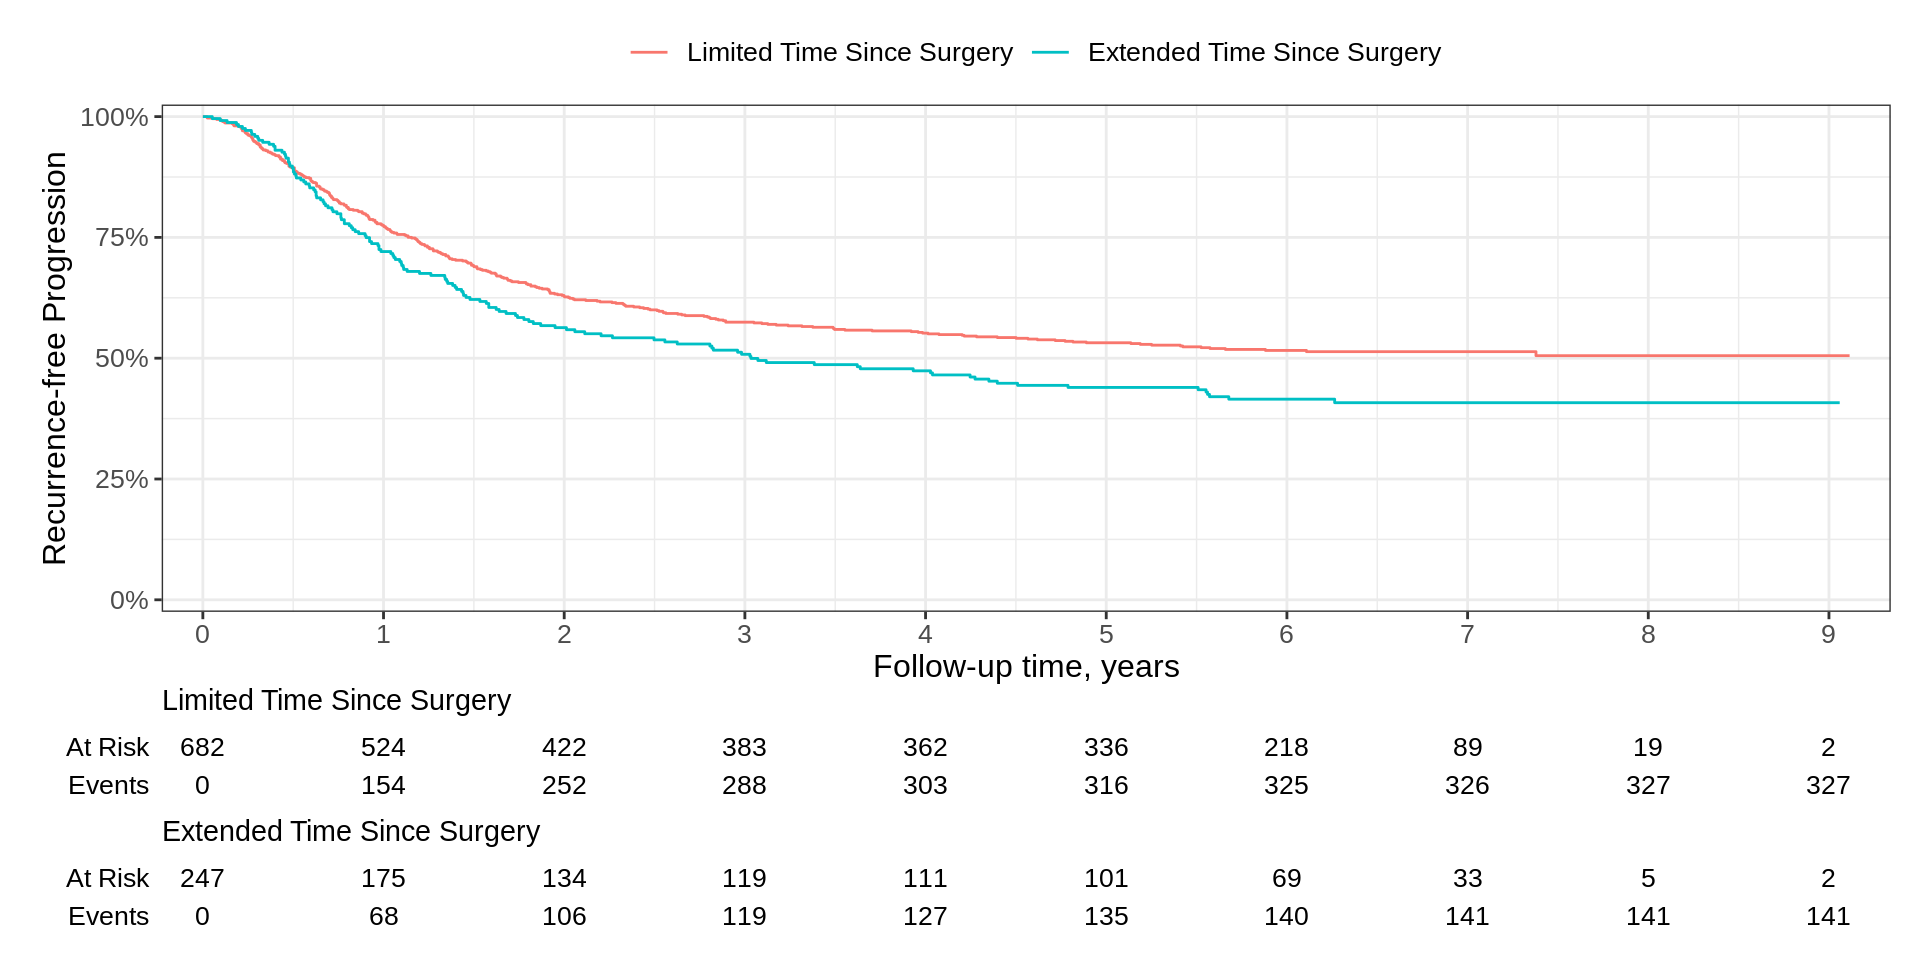 Limited Time Since Surgery Extended Time Since Surgery
Recurrence-free Progression
100%
75%
50%
25%
0%
0 1 2 3 4 5 6 7 8 9
Follow-up time, years
Limited Time Since Surgery
At Risk 682 524 422 383 362 336 218 89 19 2
Events 0 154 252 288 303 316 325 326 327 327
Extended Time Since Surgery
At Risk 247 175 134 119 111 101 69 33 5 2
Events 0 68 106 119 127 135 140 141 141 141